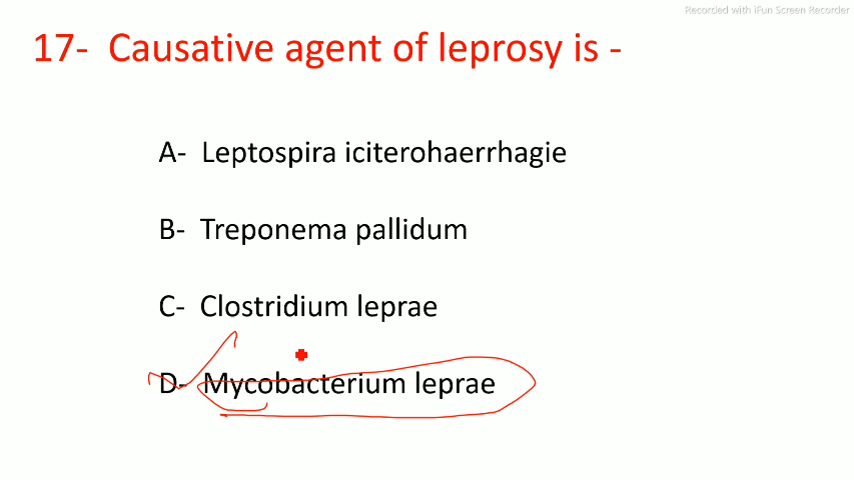 Recorded with iFun Screen Recorder
17- Causative agent of leprosy is -
A- Leptospira iciterohaerrhagie
B- Treponema pallidum
C- Clostridium leprae
D- Mycobacterium leprae